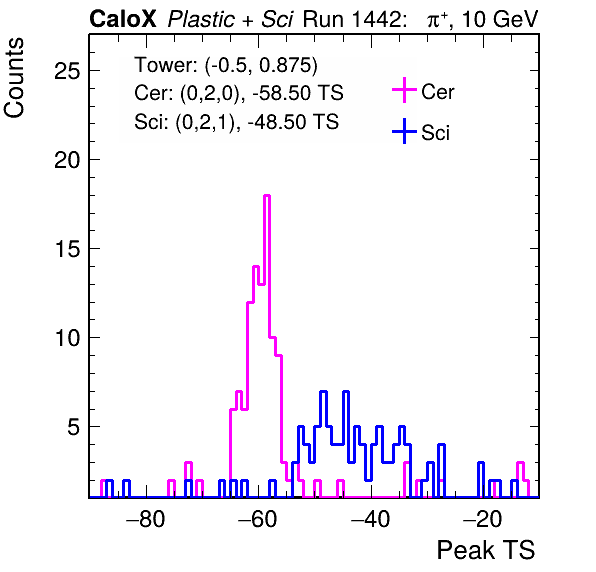 CaloX Plastic + Sci Run 1442: π⁺, 10 GeV
Tower: (-0.5, 0.875)
Cer: (0,2,0), -58.50 TS
Sci: (0,2,1), -48.50 TS
Cer
Sci
Counts
25
20
15
10
5
−80 −60 −40 −20
Peak TS